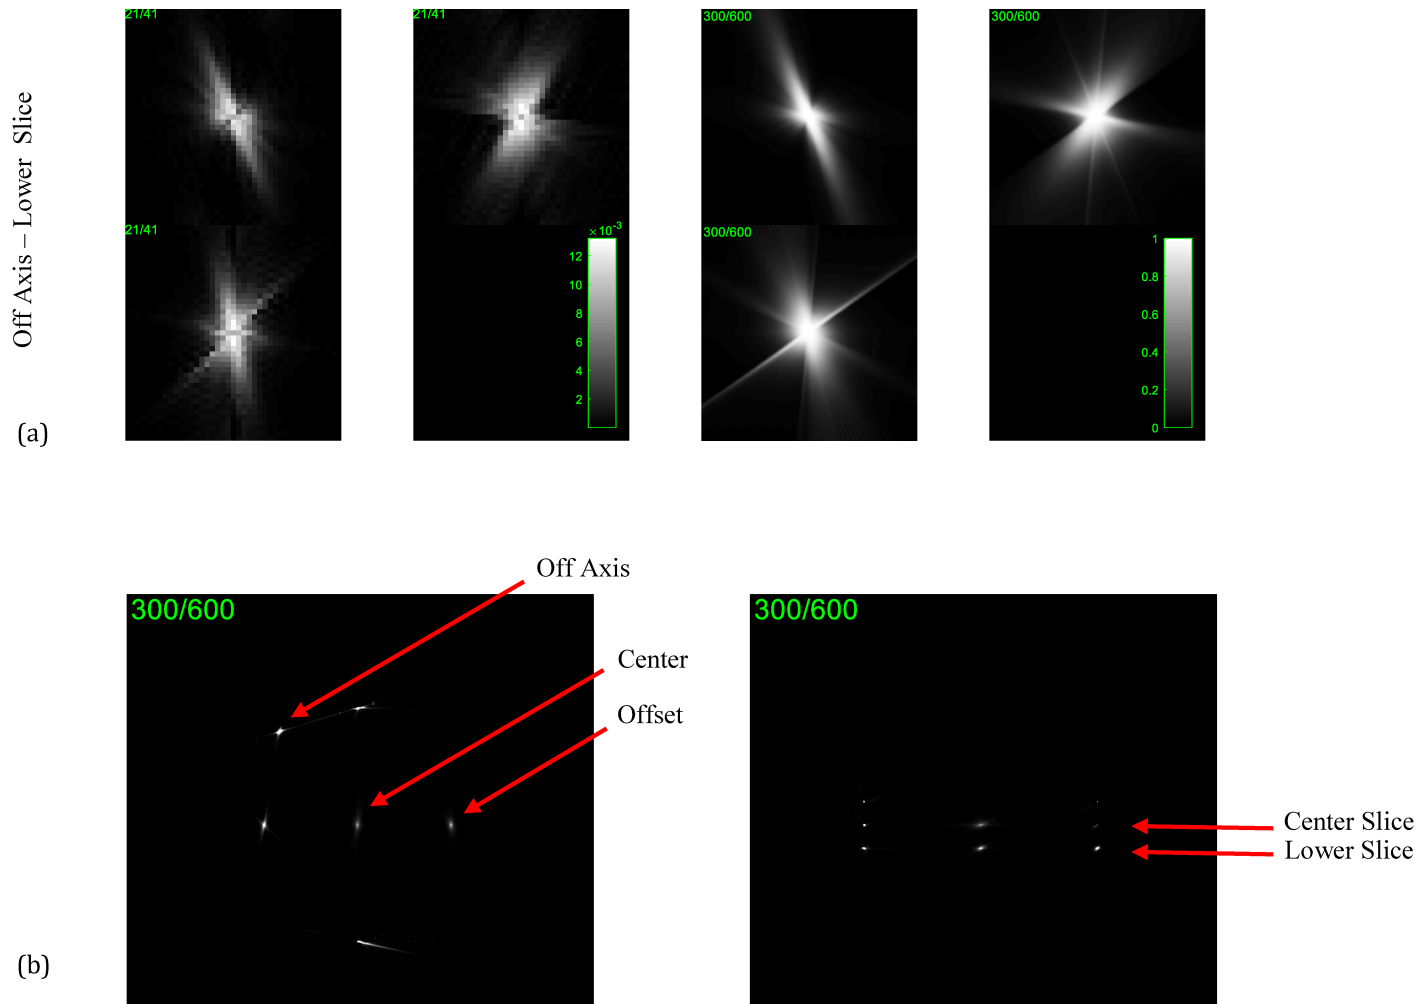 21/41
21/41
300/600
300/600
Off Axis – Lower Slice
21/41
× 10-3
12
10
8
6
4
2
300/600
1
0.8
0.6
0.4
0.2
0
(a)
Off Axis
300/600
300/600
Center
Offset
Center Slice
Lower Slice
(b)